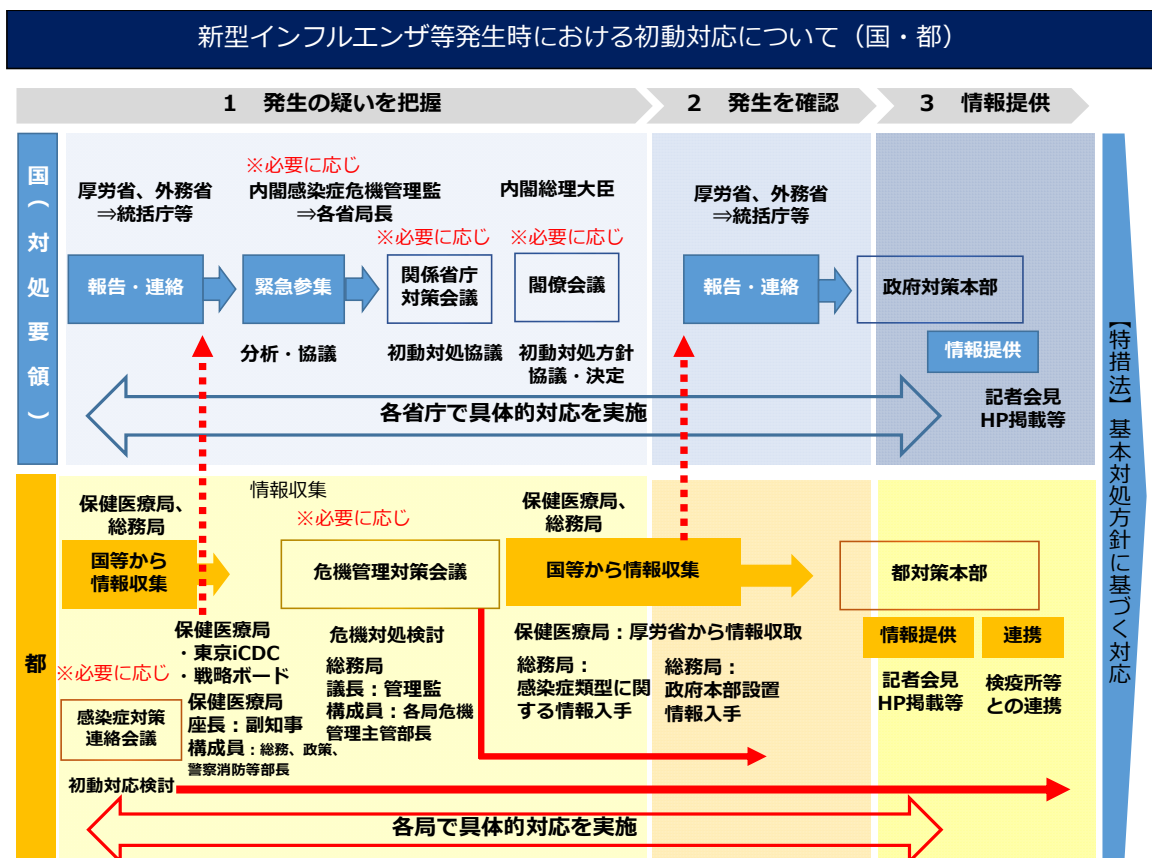 新型インフルエンザ等発生時における初動対応について（国・都）
1　発生の疑いを把握
2　発生を確認
3　情報提供
国（対処要領）
※必要に応じ
厚労省、外務省
⇒統括庁等
内閣感染症危機管理監
⇒各省局長
内閣総理大臣
※必要に応じ
※必要に応じ
厚労省、外務省
⇒統括庁等
報告・連絡
緊急参集
関係省庁
対策会議
閣僚会議
報告・連絡
政府対策本部
分析・協議
初動対処協議
初動対処方針
協議・決定
情報提供
記者会見
HP掲載等
各省庁で具体的対応を実施
【特措法】基本対処方針に基づく対応
都
保健医療局、
総務局
情報収集
※必要に応じ
保健医療局、
総務局
国等から
情報収集
危機管理対策会議
国等から情報収集
都対策本部
保健医療局
・東京iCDC
・戦略ボード
危機対処検討
総務局
議長：管理監
構成員：各局危機
管理主管部長
保健医療局：厚労省から情報収取
総務局：
感染症類型に関
する情報入手
総務局：
政府本部設置
情報入手
情報提供
連携
記者会見
HP掲載等
検疫所等
との連携
※必要に応じ
感染症対策
連絡会議
保健医療局
座長：副知事
構成員：総務、政策、
警察消防等部長
初動対応検討
各局で具体的対応を実施